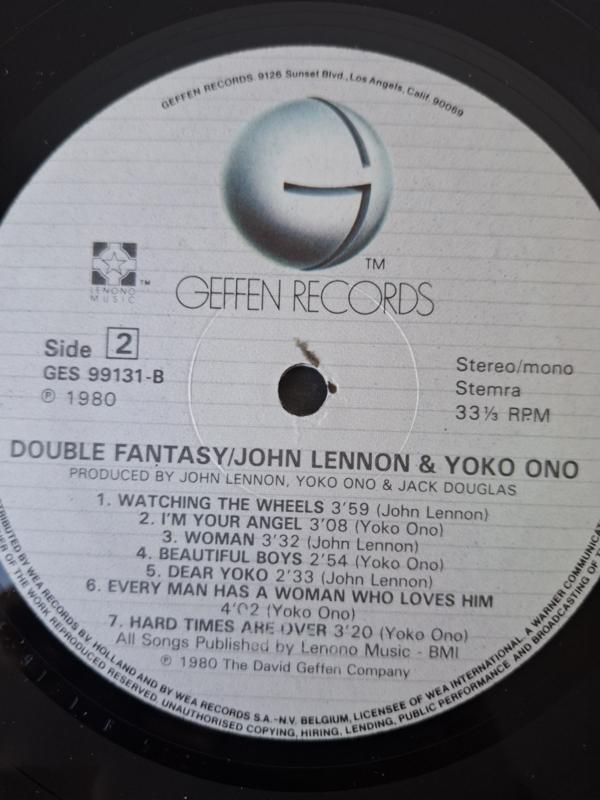 GEFFEN RECORDS. 9126 Sunset Blvd., Los Angeles, Calif. 90069
TM
GEFFEN RECORDS
TM
LENONO
MUSIC
Side 2
GES 99131-B
℗ 1980
Stereo/mono
Stemra
33⅓ RPM
DOUBLE FANTASY/JOHN LENNON & YOKO ONO
PRODUCED BY JOHN LENNON, YOKO ONO & JACK DOUGLAS
1. WATCHING THE WHEELS 3'59 (John Lennon)
2. I'M YOUR ANGEL 3'08 (Yoko Ono)
3. WOMAN 3'32 (John Lennon)
4. BEAUTIFUL BOYS 2'54 (Yoko Ono)
5. DEAR YOKO 2'33 (John Lennon)
6. EVERY MAN HAS A WOMAN WHO LOVES HIM
4'02 (Yoko Ono)
7. HARD TIMES ARE OVER 3'20 (Yoko Ono)
All Songs Published by Lenono Music - BMI
℗ 1980 The David Geffen Company
BY WEA RECORDS BV HOLLAND AND BY WEA RECORDS S.A.-N.V. BELGIUM, LICENSEE OF WEA INTERNATIONAL. A WARNER
OF THE WORK REPRODUCED RESERVED. UNAUTHORISED COPYING, HIRING, LENDING, PUBLIC PERFORMANCE AND BROADCASTING OF